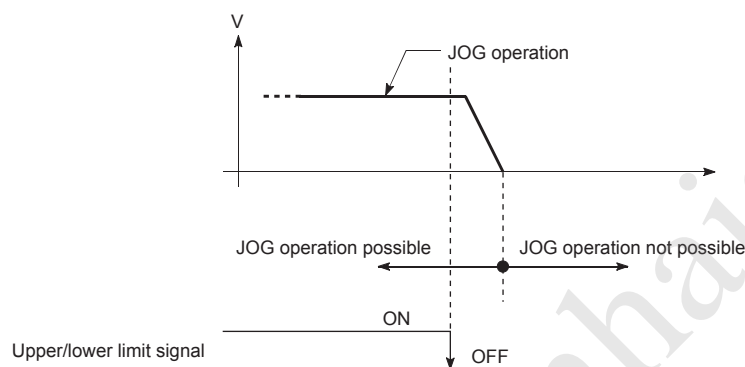 V
JOG operation
JOG operation possible
JOG operation not possible
ON
Upper/lower limit signal
OFF